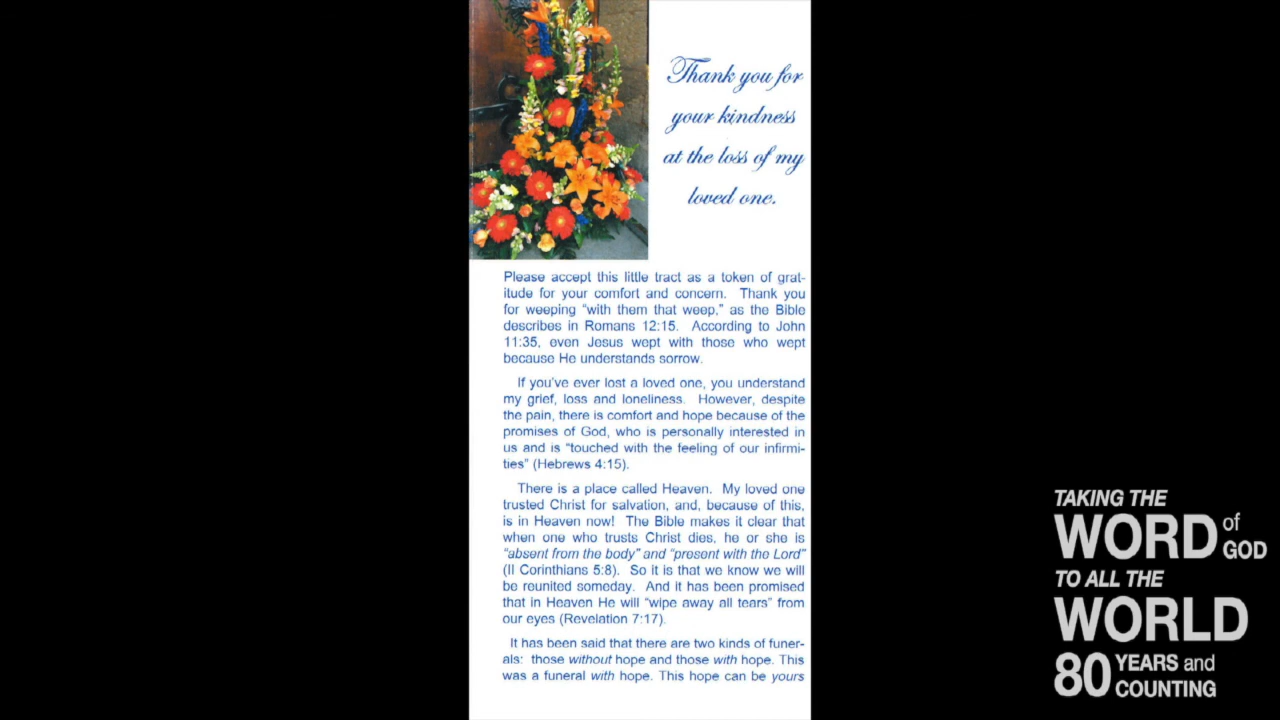 Thank you for
your kindness
at the loss of my
loved one.
Please accept this little tract as a token of grat-
itude for your comfort and concern. Thank you
for weeping “with them that weep,” as the Bible
describes in Romans 12:15. According to John
11:35, even Jesus wept with those who wept
because He understands sorrow.
If you’ve ever lost a loved one, you understand
my grief, loss and loneliness. However, despite
the pain, there is comfort and hope because of the
promises of God, who is personally interested in
us and is “touched with the feeling of our infirmi-
ties” (Hebrews 4:15).
There is a place called Heaven. My loved one
trusted Christ for salvation, and, because of this,
is in Heaven now! The Bible makes it clear that
when one who trusts Christ dies, he or she is
“absent from the body” and “present with the Lord”
(II Corinthians 5:8). So it is that we know we will
be reunited someday. And it has been promised
that in Heaven He will “wipe away all tears” from
our eyes (Revelation 7:17).
It has been said that there are two kinds of funer-
als: those without hope and those with hope. This
was a funeral with hope. This hope can be yours
TAKING THE
WORD of GOD
TO ALL THE
WORLD
80 YEARS and
COUNTING